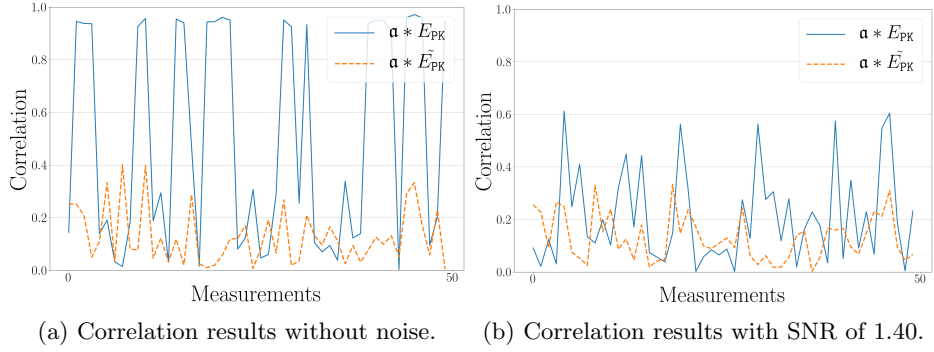 1.0
0.8
0.6
0.4
0.2
0.0
Correlation
0
50
Measurements
𝔞 ∗ E_PK
𝔞 ∗ Ẽ_PK
(a) Correlation results without noise.
1.0
0.8
0.6
0.4
0.2
0.0
Correlation
0
50
Measurements
𝔞 ∗ E_PK
𝔞 ∗ Ẽ_PK
(b) Correlation results with SNR of 1.40.